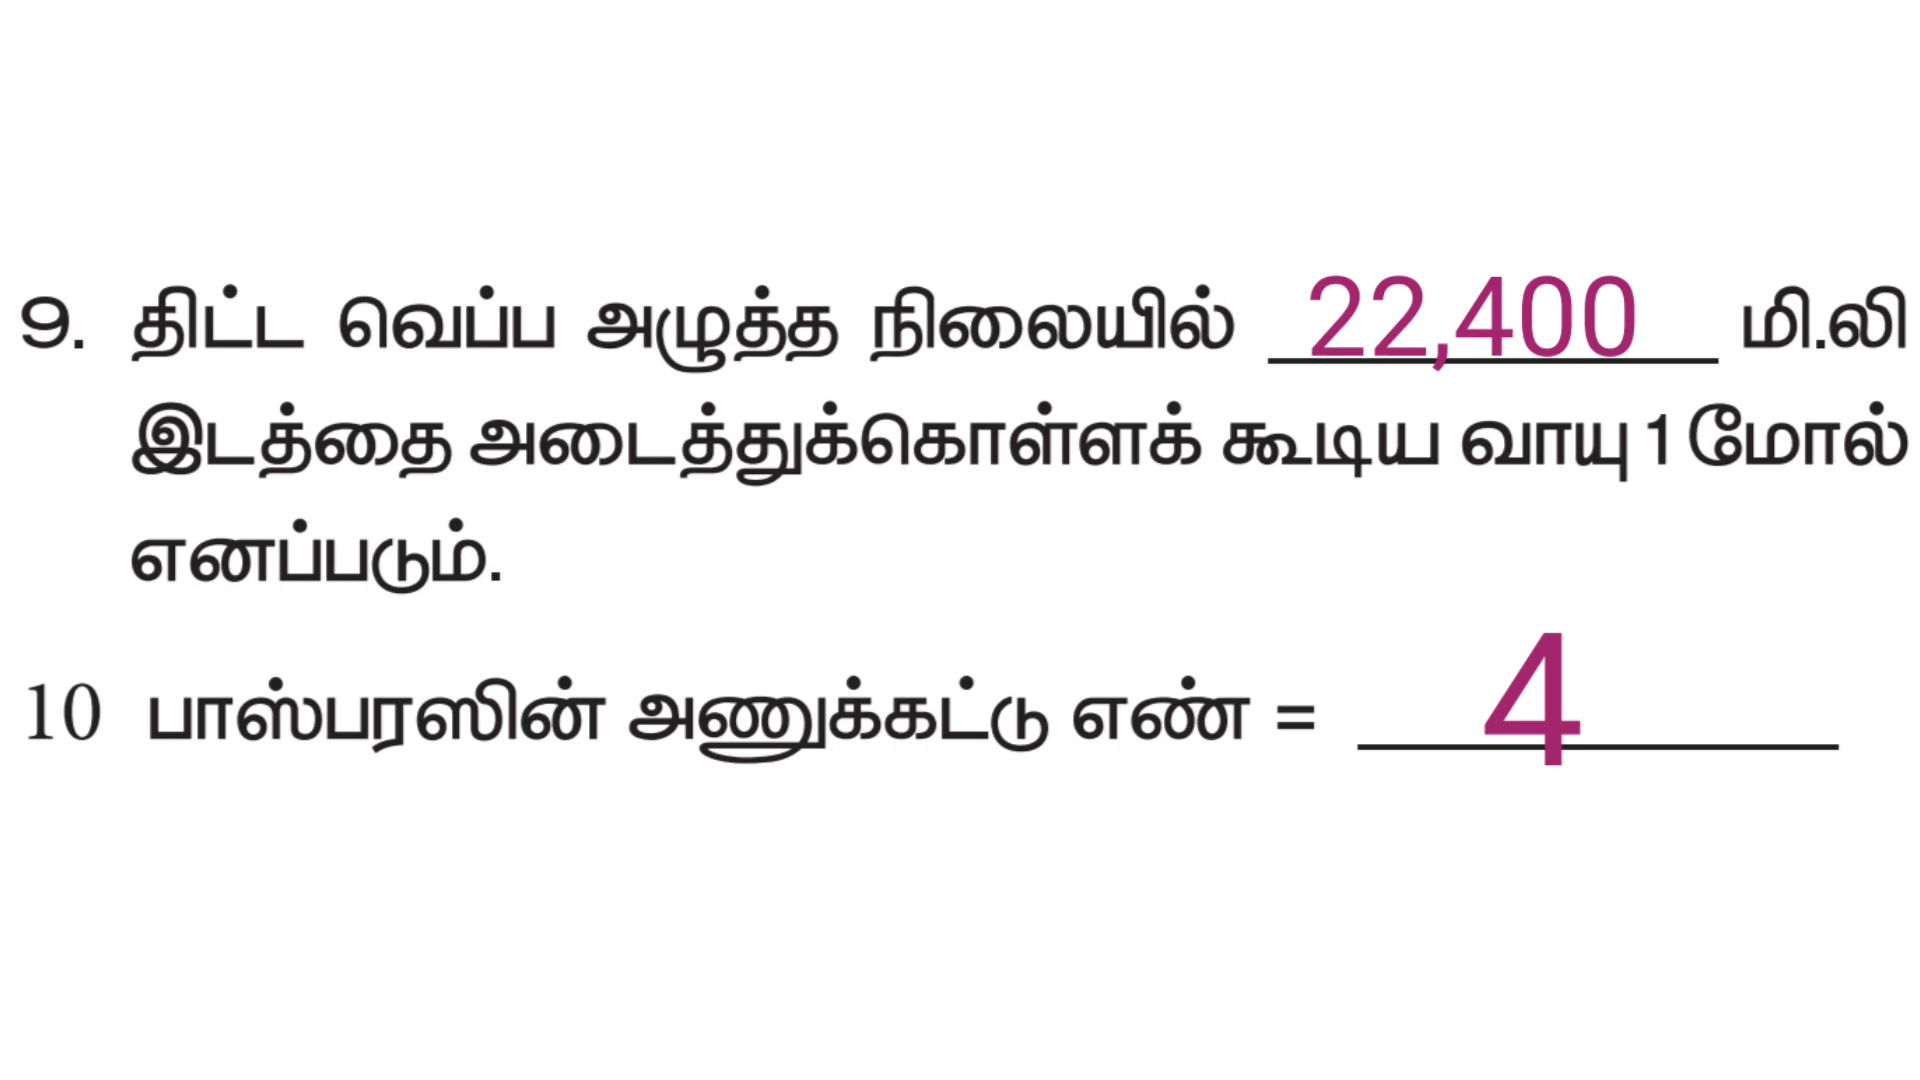 9. திட்ட வெப்ப அழுத்த நிலையில் 22,400 மி.லி
இடத்தை அடைத்துக்கொள்ளக் கூடிய வாயு 1 மோல்
எனப்படும்.
10 பாஸ்பரஸின் அணுக்கட்டு எண் = 4